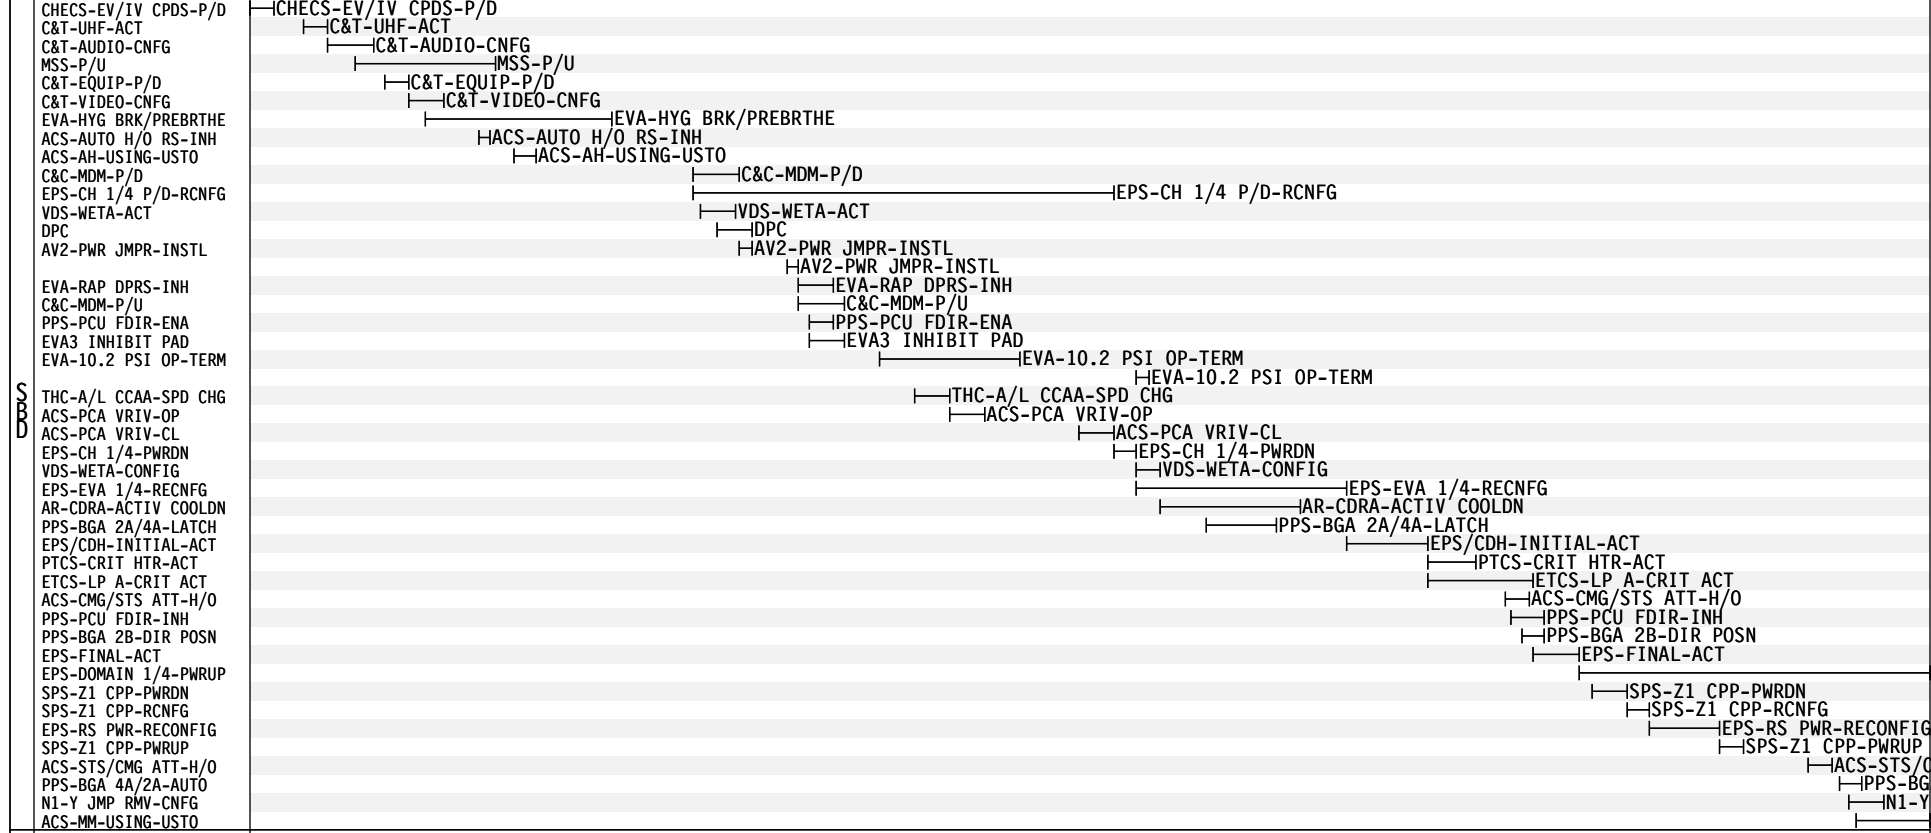 CHECS-EV/IV CPDS-P/D CHECS-EV/IV CPDS-P/D
C&T-UHF-ACT C&T-UHF-ACT
C&T-AUDIO-CNFG C&T-AUDIO-CNFG
MSS-P/U MSS-P/U
C&T-EQUIP-P/D C&T-EQUIP-P/D
C&T-VIDEO-CNFG C&T-VIDEO-CNFG
EVA-HYG BRK/PREBRTHE EVA-HYG BRK/PREBRTHE
ACS-AUTO H/O RS-INH ACS-AUTO H/O RS-INH
ACS-AH-USING-USTO ACS-AH-USING-USTO
C&C-MDM-P/D C&C-MDM-P/D
EPS-CH 1/4 P/D-RCNFG EPS-CH 1/4 P/D-RCNFG
VDS-WETA-ACT VDS-WETA-ACT
DPC DPC
AV2-PWR JMPR-INSTL AV2-PWR JMPR-INSTL
AV2-PWR JMPR-INSTL
EVA-RAP DPRS-INH EVA-RAP DPRS-INH
C&C-MDM-P/U C&C-MDM-P/U
PPS-PCU FDIR-ENA PPS-PCU FDIR-ENA
EVA3 INHIBIT PAD EVA3 INHIBIT PAD
EVA-10.2 PSI OP-TERM EVA-10.2 PSI OP-TERM
EVA-10.2 PSI OP-TERM
S THC-A/L CCAA-SPD CHG THC-A/L CCAA-SPD CHG
B ACS-PCA VRIV-OP ACS-PCA VRIV-OP
D ACS-PCA VRIV-CL ACS-PCA VRIV-CL
EPS-CH 1/4-PWRDN EPS-CH 1/4-PWRDN
VDS-WETA-CONFIG VDS-WETA-CONFIG
EPS-EVA 1/4-RECNFG EPS-EVA 1/4-RECNFG
AR-CDRA-ACTIV COOLDN AR-CDRA-ACTIV COOLDN
PPS-BGA 2A/4A-LATCH PPS-BGA 2A/4A-LATCH
EPS/CDH-INITIAL-ACT EPS/CDH-INITIAL-ACT
PTCS-CRIT HTR-ACT PTCS-CRIT HTR-ACT
ETCS-LP A-CRIT ACT ETCS-LP A-CRIT ACT
ACS-CMG/STS ATT-H/O ACS-CMG/STS ATT-H/O
PPS-PCU FDIR-INH PPS-PCU FDIR-INH
PPS-BGA 2B-DIR POSN PPS-BGA 2B-DIR POSN
EPS-FINAL-ACT EPS-FINAL-ACT
EPS-DOMAIN 1/4-PWRUP
SPS-Z1 CPP-PWRDN SPS-Z1 CPP-PWRDN
SPS-Z1 CPP-RCNFG SPS-Z1 CPP-RCNFG
EPS-RS PWR-RECONFIG EPS-RS PWR-RECONFIG
SPS-Z1 CPP-PWRUP SPS-Z1 CPP-PWRUP
ACS-STS/CMG ATT-H/O ACS-STS/C
PPS-BGA 4A/2A-AUTO PPS-BG
N1-Y JMP RMV-CNFG N1-Y
ACS-MM-USING-USTO